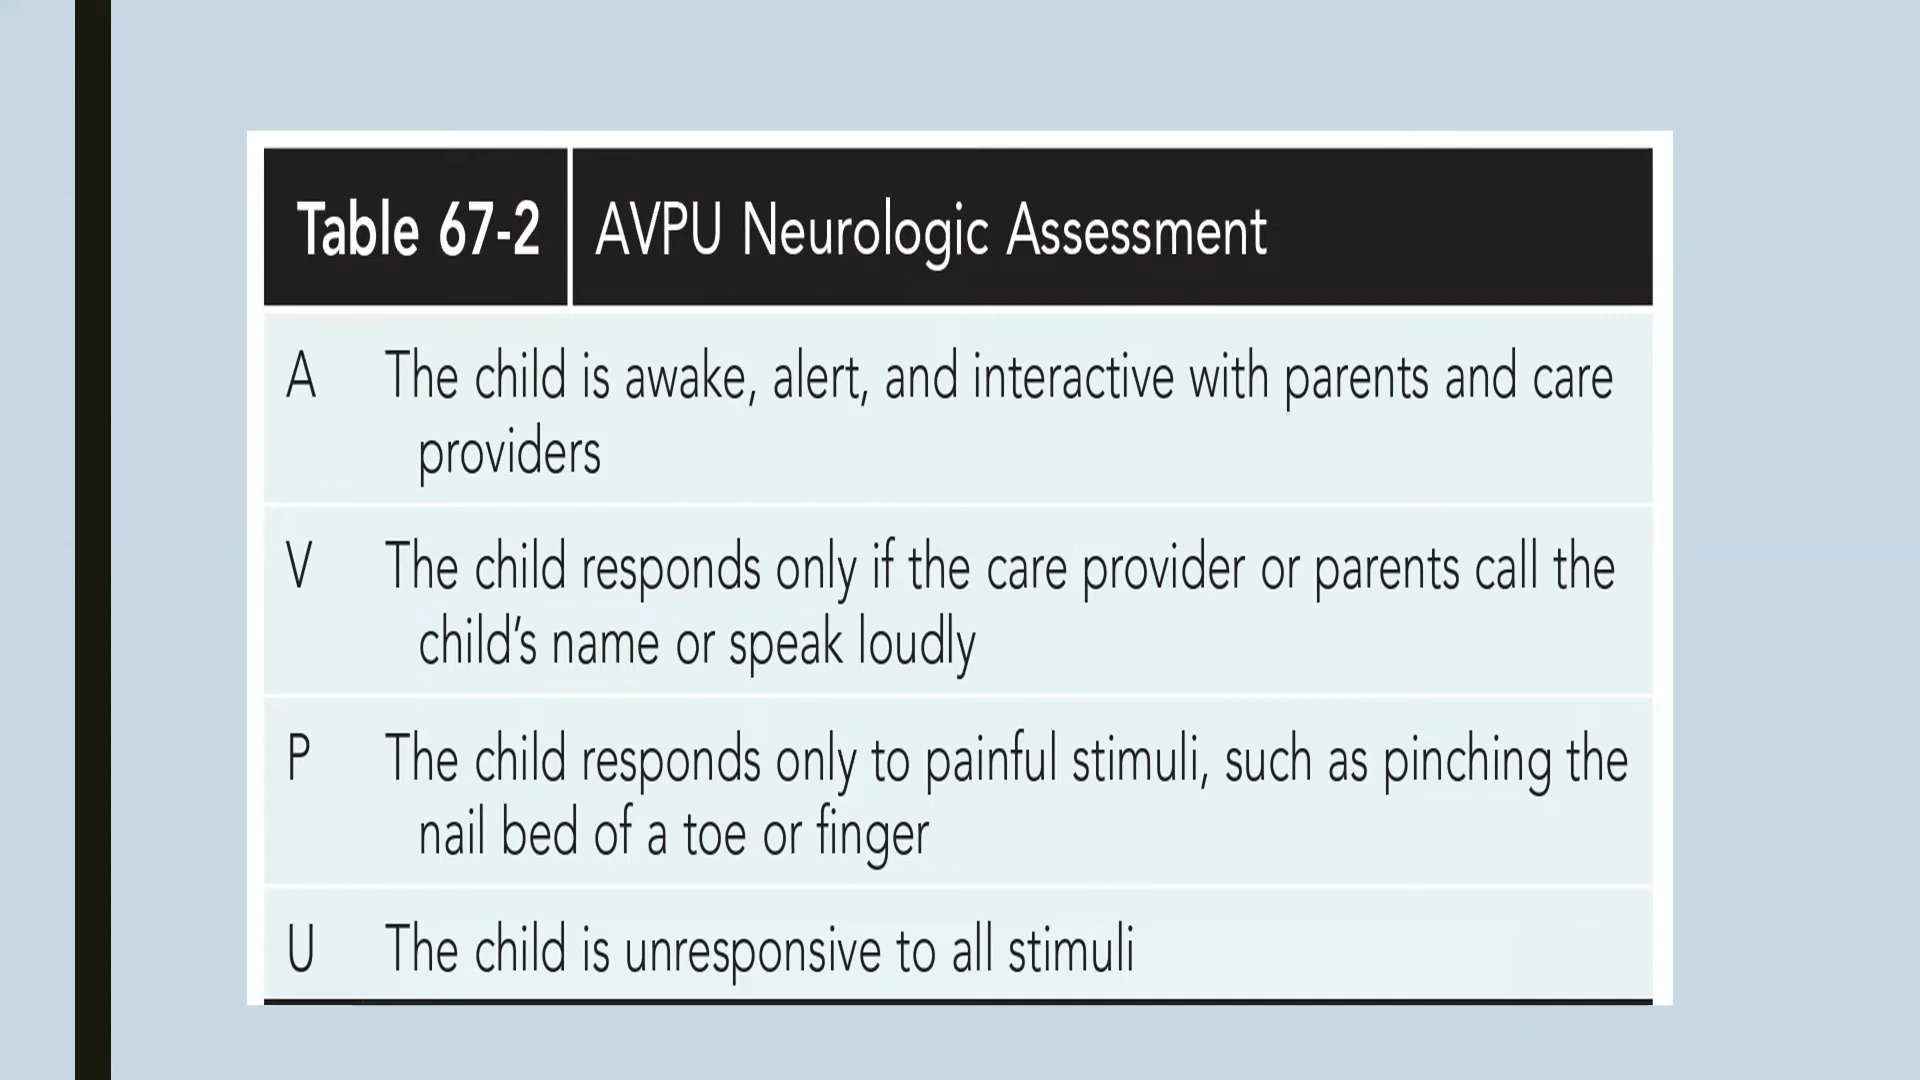 Table 67-2 AVPU Neurologic Assessment
A The child is awake, alert, and interactive with parents and care
providers
V The child responds only if the care provider or parents call the
child’s name or speak loudly
P The child responds only to painful stimuli, such as pinching the
nail bed of a toe or finger
U The child is unresponsive to all stimuli